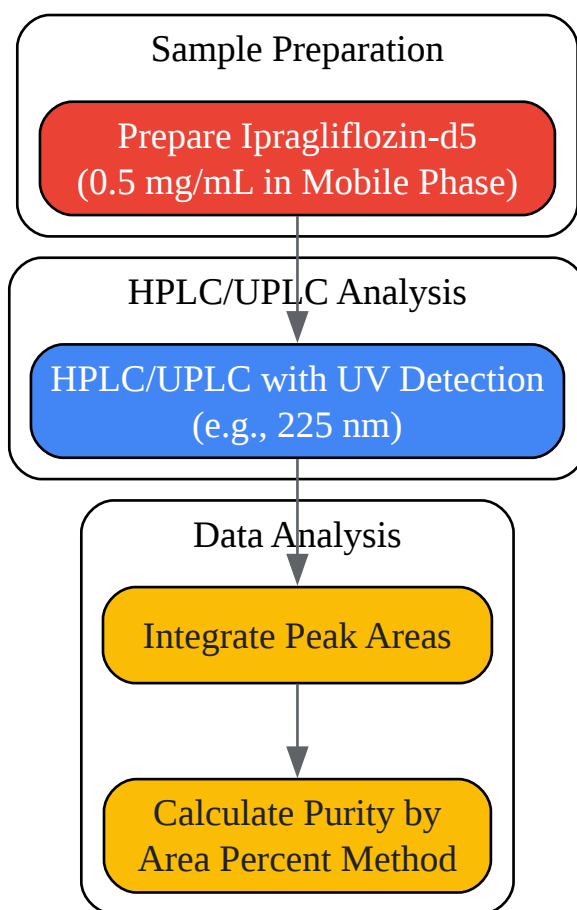 Sample Preparation
Prepare Ipragliflozin-d5
(0.5 mg/mL in Mobile Phase)
HPLC/UPLC Analysis
HPLC/UPLC with UV Detection
(e.g., 225 nm)
Data Analysis
Integrate Peak Areas
Calculate Purity by
Area Percent Method